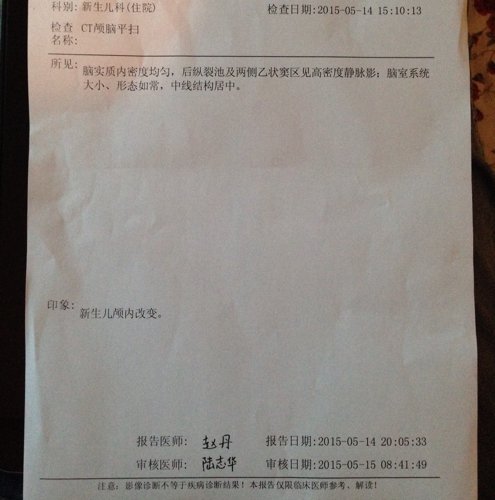 科别: 新生儿科(住院) 检查日期:2015-05-14 15:10:13
检查 CT颅脑平扫
名称:
所见: 脑实质内密度均匀,后纵裂池及两侧乙状窦区见高密度静脉影;脑室系统
大小、形态如常,中线结构居中。
印象: 新生儿颅内改变。
报告医师: 赵丹 报告日期:2015-05-14 20:05:33
审核医师: 陆志华 审核日期:2015-05-15 08:41:49
注意: 影像诊断不等于疾病诊断结果!本报告仅限临床医师参考、解读!